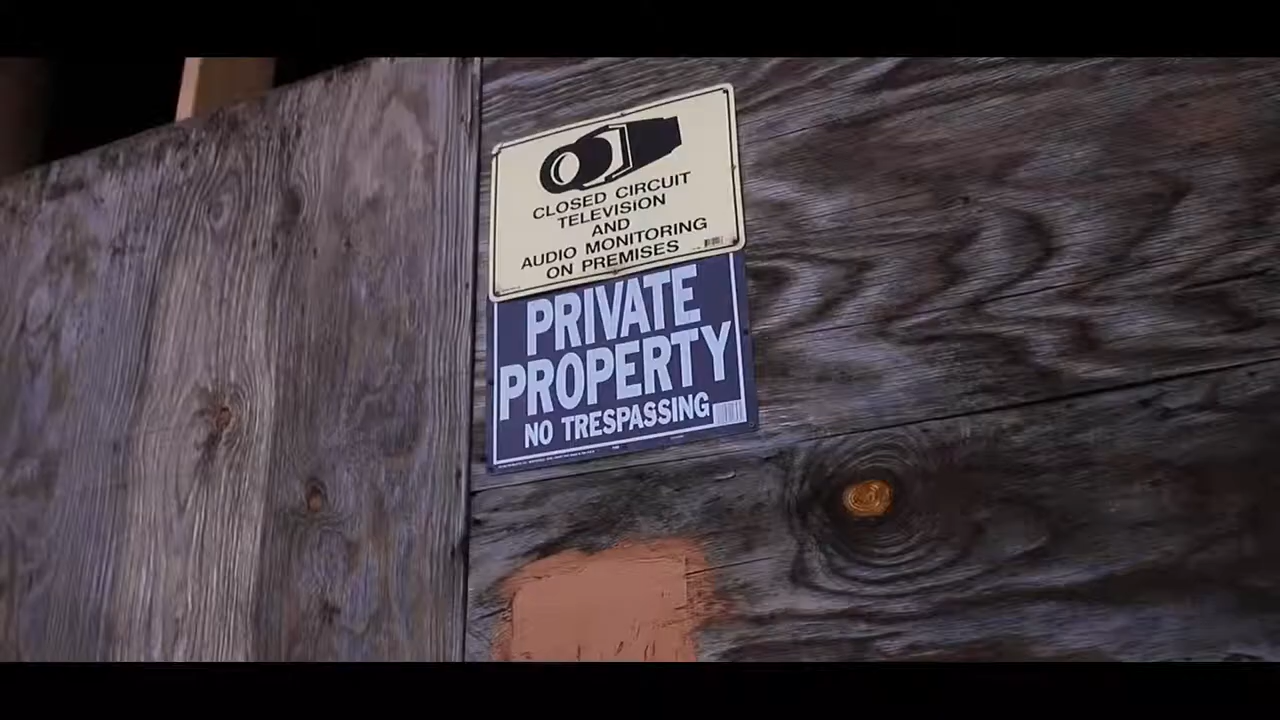 CLOSED CIRCUIT
TELEVISION
AND
AUDIO MONITORING
ON PREMISES
PRIVATE
PROPERTY
NO TRESPASSING